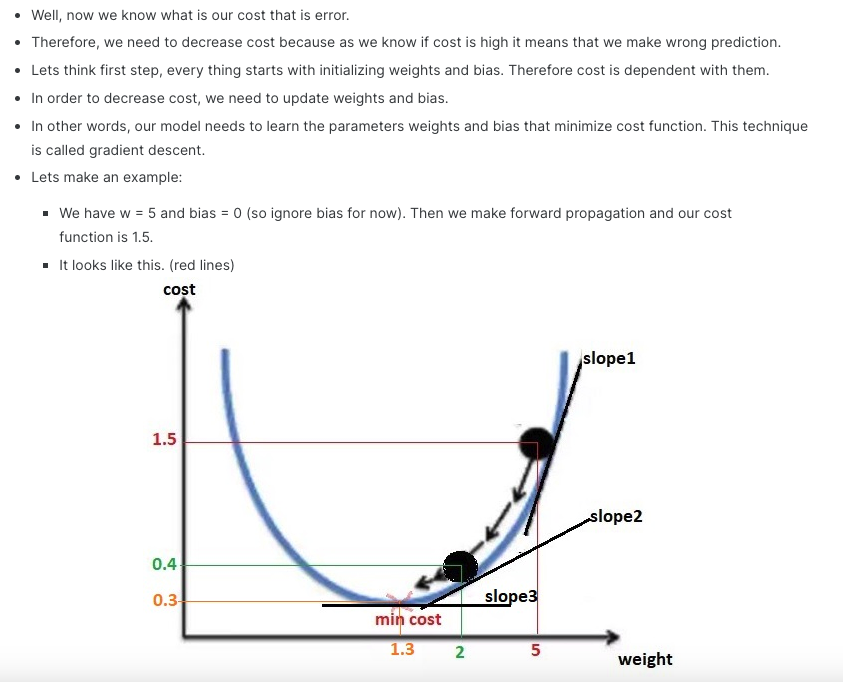 Well, now we know what is our cost that is error.
Therefore, we need to decrease cost because as we know if cost is high it means that we make wrong prediction.
Lets think first step, every thing starts with initializing weights and bias. Therefore cost is dependent with them.
In order to decrease cost, we need to update weights and bias.
In other words, our model needs to learn the parameters weights and bias that minimize cost function. This technique
is called gradient descent.
Lets make an example:
We have w = 5 and bias = 0 (so ignore bias for now). Then we make forward propagation and our cost
function is 1.5.
It looks like this. (red lines)
cost
slope1
1.5
slope2
0.4
slope3
0.3
min cost
1.3
2
5
weight